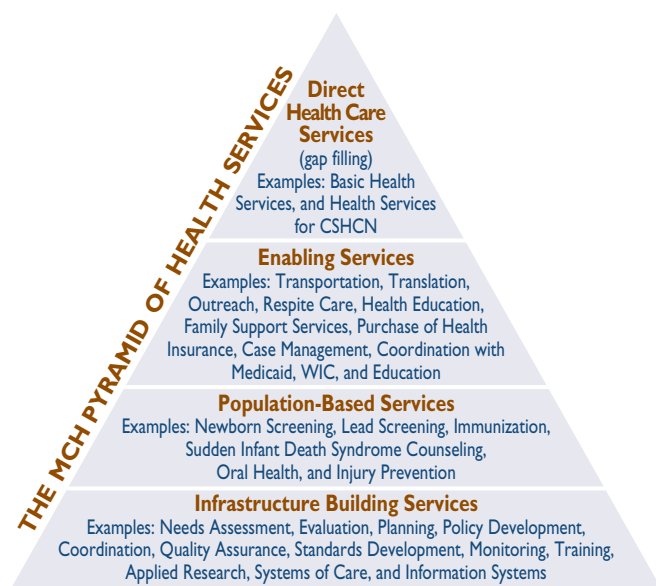 THE MCH PYRAMID OF HEALTH SERVICES
Direct
Health Care
Services
(gap filling)
Examples: Basic Health
Services, and Health Services
for CSHCN
Enabling Services
Examples: Transportation, Translation,
Outreach, Respite Care, Health Education,
Family Support Services, Purchase of Health
Insurance, Case Management, Coordination with
Medicaid, WIC, and Education
Population-Based Services
Examples: Newborn Screening, Lead Screening, Immunization,
Sudden Infant Death Syndrome Counseling,
Oral Health, and Injury Prevention
Infrastructure Building Services
Examples: Needs Assessment, Evaluation, Planning, Policy Development,
Coordination, Quality Assurance, Standards Development, Monitoring, Training,
Applied Research, Systems of Care, and Information Systems